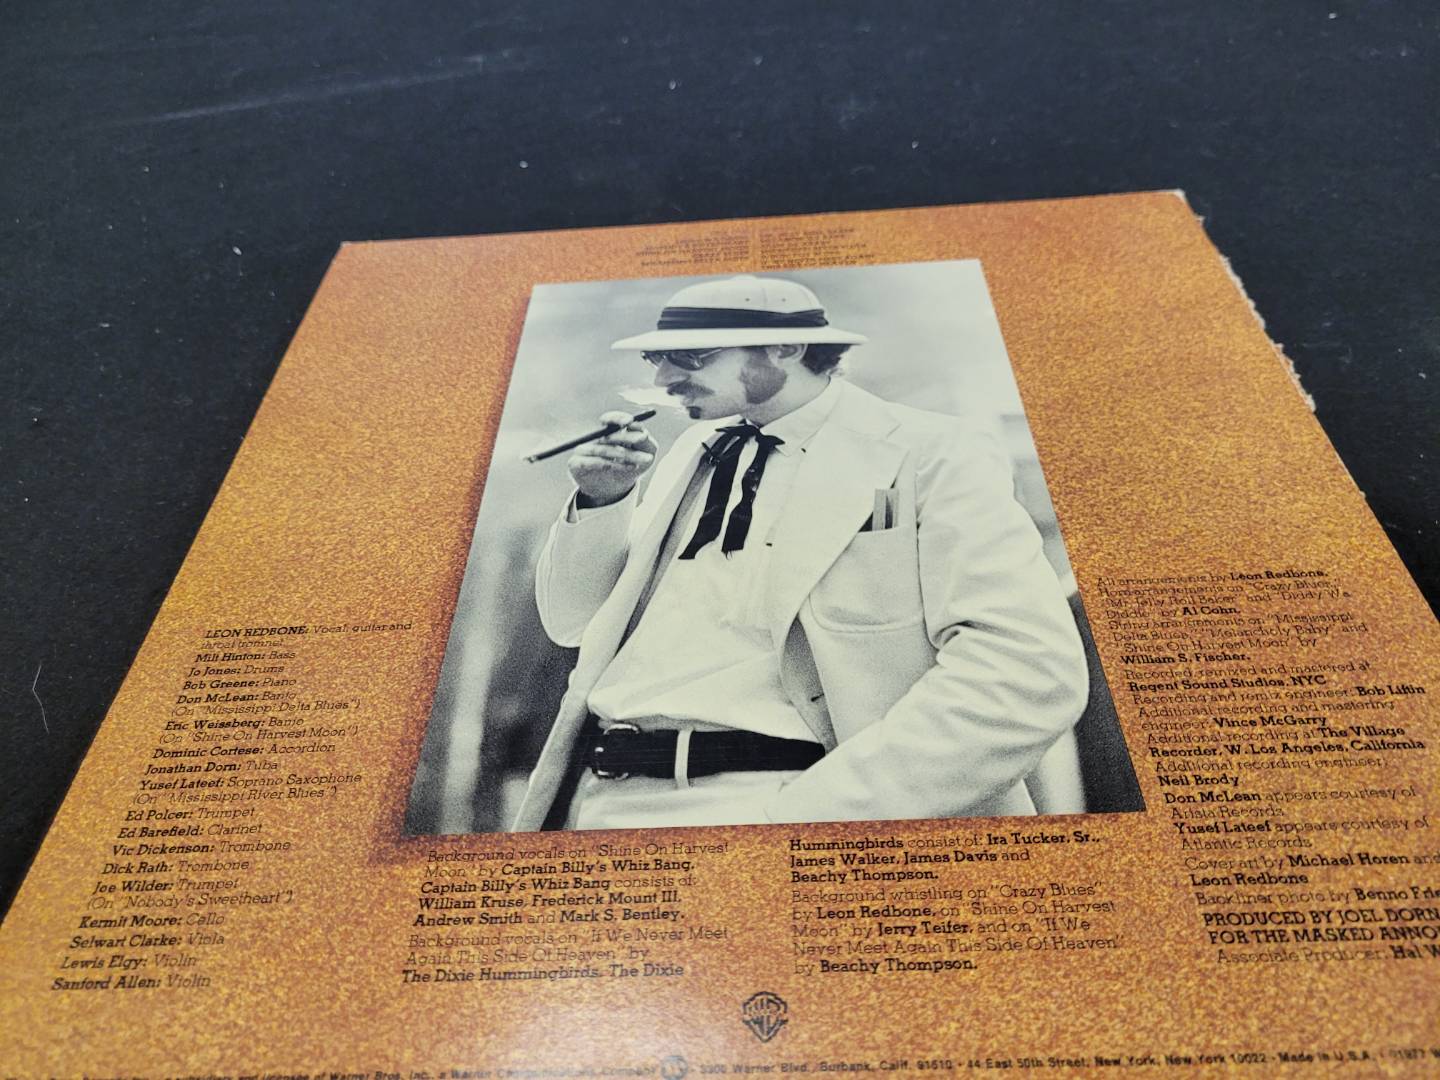 LEON REDBONE: Vocal, guitar and
throat tromnet
Milt Hinton: Bass
Jo Jones: Drums
Bob Greene: Piano
Don McLean: Banjo
(On "Mississippi Delta Blues")
Eric Weissberg: Banjo
(On "Shine On Harvest Moon")
Dominic Cortese: Accordion
Jonathan Dorn: Tuba
Yusef Lateef: Soprano Saxophone
(On "Mississippi River Blues")
Ed Polcer: Trumpet
Ed Barefield: Clarinet
Vic Dickenson: Trombone
Dick Rath: Trombone
Joe Wilder: Trumpet
(On "Nobody's Sweetheart")
Kermit Moore: Cello
Selwart Clarke: Viola
Lewis Elgy: Violin
Sanford Allen: Violin
Background vocals on "Shine On Harvest
Moon" by Captain Billy's Whiz Bang.
Captain Billy's Whiz Bang consists of:
William Kruse, Frederick Mount III,
Andrew Smith and Mark S. Bentley.
Background vocals on "If We Never Meet
Again This Side Of Heaven" by
The Dixie Hummingbirds. The Dixie
Hummingbirds consist of: Ira Tucker, Sr.,
James Walker, James Davis and
Beachy Thompson.
Background whistling on "Crazy Blues"
by Leon Redbone, on "Shine On Harvest
Moon" by Jerry Teifer, and on "If We
Never Meet Again This Side Of Heaven"
by Beachy Thompson.
All arrangements by Leon Redbone.
Horn arrangements on "Crazy Blues,"
"Mr. Jelly Roll Baker" and "Diddy Wa
Diddie" by Al Cohn.
String arrangements on "Mississippi
Delta Blues," "Melancholy Baby" and
"Shine On Harvest Moon" by
William S. Fischer.
Recorded, remixed and mastered at
Regent Sound Studios, NYC
Recording and remix engineer: Bob Liftin
Additional recording and mastering
engineer: Vince McGarry
Additional recording at The Village
Recorder, W. Los Angeles, California
Additional recording engineer:
Neil Brody
Don McLean appears courtesy of
Arista Records
Yusef Lateef appears courtesy of
Atlantic Records
Cover art by Michael Horen and
Leon Redbone
Backliner photo by Benno
PRODUCED BY JOEL DORN
FOR THE MASKED
Associate Producer: Hal
WB
of Warner Bros. Inc., a Warner Communications Company 3300 Warner Blvd., Burbank, Calif. 91510 • 44 East 50th Street, New York, New York 10022 • Made in U.S.A. 1977